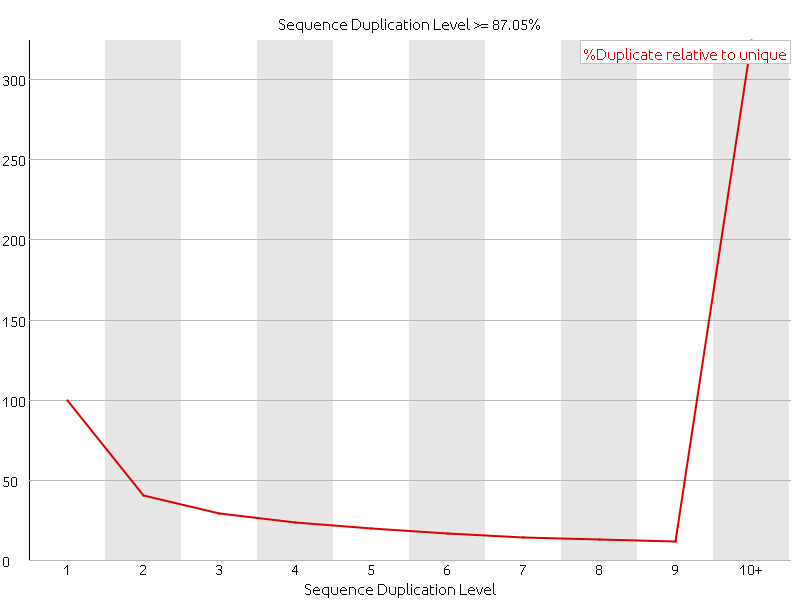 Sequence Duplication Level >= 87.05%
%Duplicate relative to unique
300
250
200
150
100
50
0
1 2 3 4 5 6 7 8 9 10+
Sequence Duplication Level